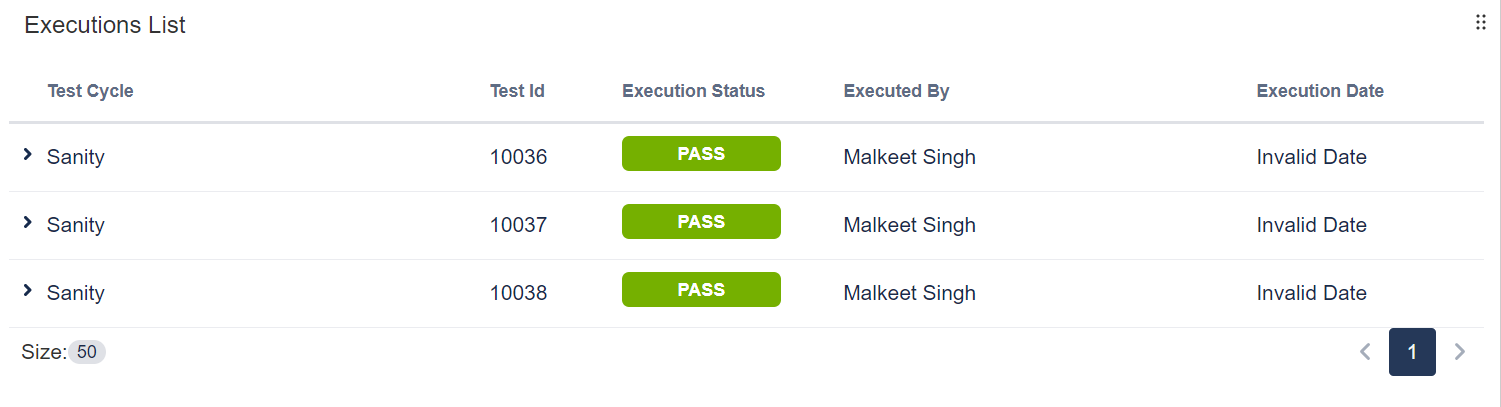 Executions List
Test Cycle Test Id Execution Status Executed By Execution Date
Sanity 10036 PASS Malkeet Singh Invalid Date
Sanity 10037 PASS Malkeet Singh Invalid Date
Sanity 10038 PASS Malkeet Singh Invalid Date
Size: 50 1